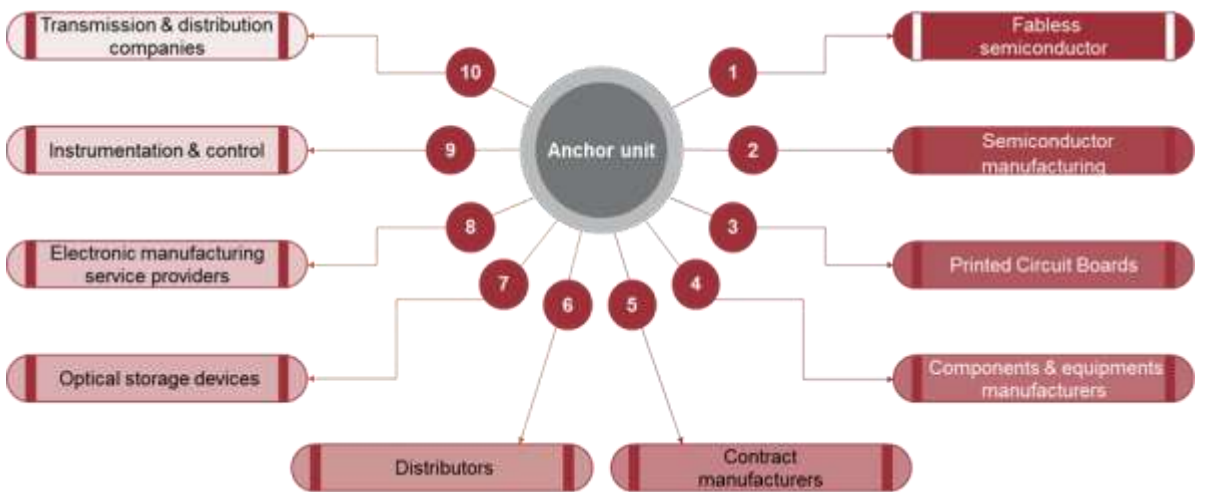 Transmission & distribution
companies
10
1
Fabless
semiconductor
Instrumentation & control
9
Anchor unit
2
Semiconductor
manufacturing
Electronic manufacturing
service providers
8
3
Printed Circuit Boards
7
6
5
4
Optical storage devices
Components & equipments
manufacturers
Distributors
Contract
manufacturers